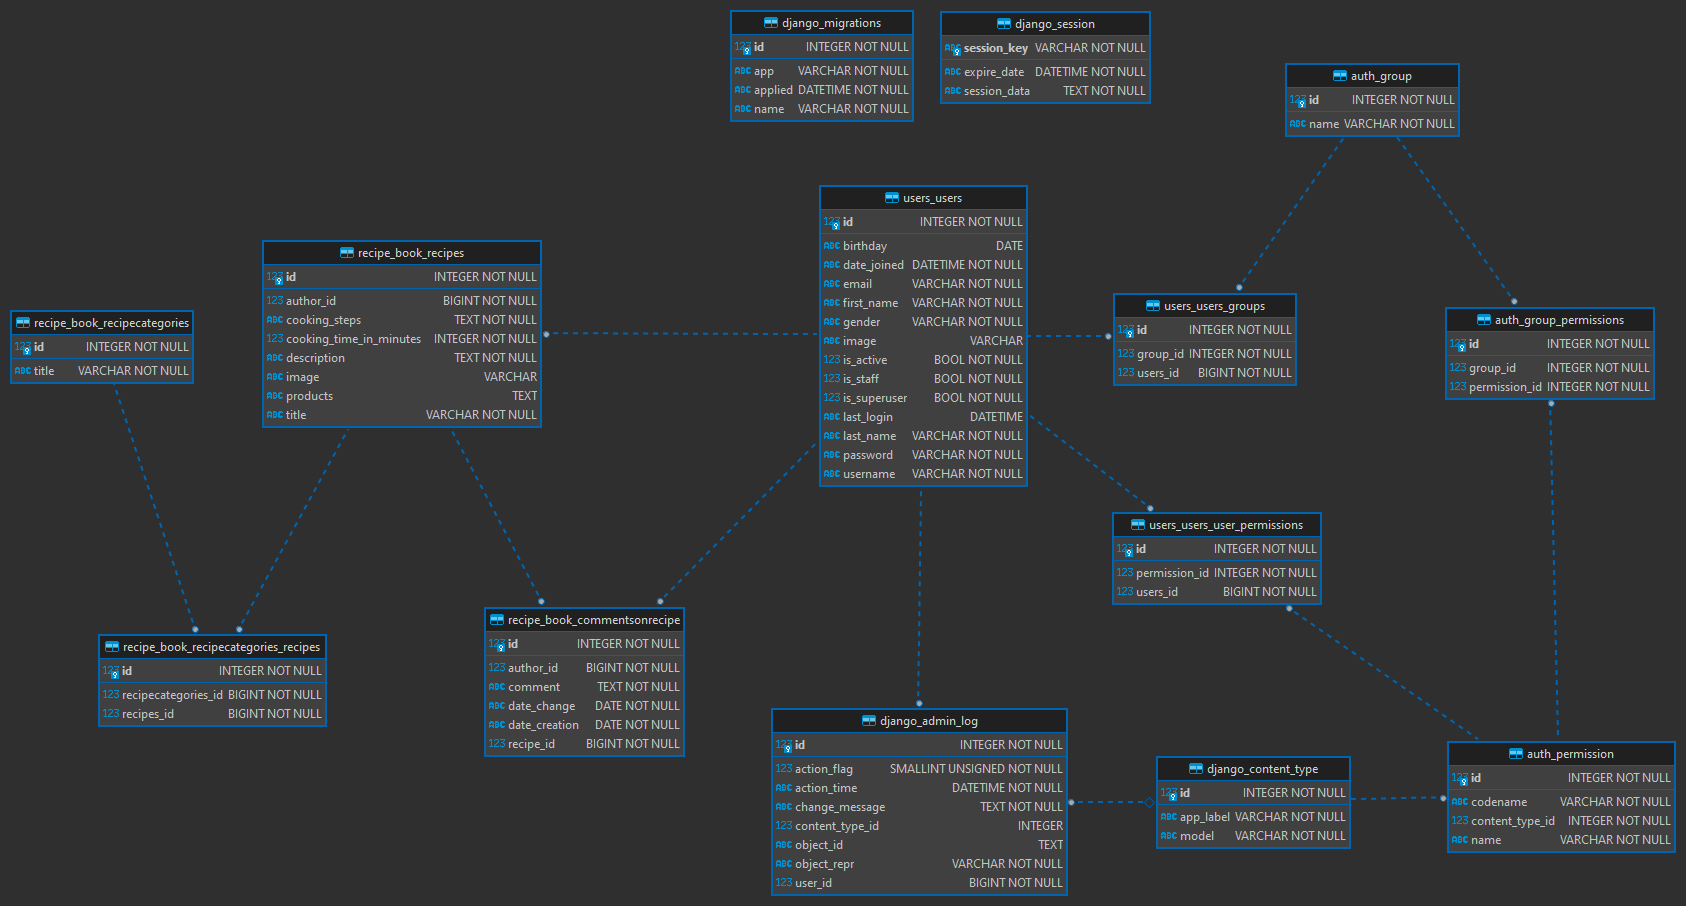 django_migrations
123 id INTEGER NOT NULL
ABC app VARCHAR NOT NULL
ABC applied DATETIME NOT NULL
ABC name VARCHAR NOT NULL
django_session
ABC session_key VARCHAR NOT NULL
ABC expire_date DATETIME NOT NULL
ABC session_data TEXT NOT NULL
auth_group
123 id INTEGER NOT NULL
ABC name VARCHAR NOT NULL
users_users
123 id INTEGER NOT NULL
ABC birthday DATE
ABC date_joined DATETIME NOT NULL
ABC email VARCHAR NOT NULL
ABC first_name VARCHAR NOT NULL
ABC gender VARCHAR NOT NULL
ABC image VARCHAR
123 is_active BOOL NOT NULL
123 is_staff BOOL NOT NULL
123 is_superuser BOOL NOT NULL
ABC last_login DATETIME
ABC last_name VARCHAR NOT NULL
ABC password VARCHAR NOT NULL
ABC username VARCHAR NOT NULL
recipe_book_recipes
123 id INTEGER NOT NULL
123 author_id BIGINT NOT NULL
ABC cooking_steps TEXT NOT NULL
123 cooking_time_in_minutes INTEGER NOT NULL
ABC description TEXT NOT NULL
ABC image VARCHAR
ABC products TEXT
ABC title VARCHAR NOT NULL
recipe_book_recipecategories
123 id INTEGER NOT NULL
ABC title VARCHAR NOT NULL
users_users_groups
123 id INTEGER NOT NULL
123 group_id INTEGER NOT NULL
123 users_id BIGINT NOT NULL
auth_group_permissions
123 id INTEGER NOT NULL
123 group_id INTEGER NOT NULL
123 permission_id INTEGER NOT NULL
users_users_user_permissions
123 id INTEGER NOT NULL
123 permission_id INTEGER NOT NULL
123 users_id BIGINT NOT NULL
recipe_book_recipecategories_recipes
123 id INTEGER NOT NULL
123 recipecategories_id BIGINT NOT NULL
123 recipes_id BIGINT NOT NULL
recipe_book_commentsonrecipe
123 id INTEGER NOT NULL
123 author_id BIGINT NOT NULL
ABC comment TEXT NOT NULL
ABC date_change DATE NOT NULL
ABC date_creation DATE NOT NULL
123 recipe_id BIGINT NOT NULL
django_admin_log
123 id INTEGER NOT NULL
123 action_flag SMALLINT UNSIGNED NOT NULL
ABC action_time DATETIME NOT NULL
ABC change_message TEXT NOT NULL
123 content_type_id INTEGER
ABC object_id TEXT
ABC object_repr VARCHAR NOT NULL
123 user_id BIGINT NOT NULL
django_content_type
123 id INTEGER NOT NULL
ABC app_label VARCHAR NOT NULL
ABC model VARCHAR NOT NULL
auth_permission
123 id INTEGER NOT NULL
ABC codename VARCHAR NOT NULL
123 content_type_id INTEGER NOT NULL
ABC name VARCHAR NOT NULL